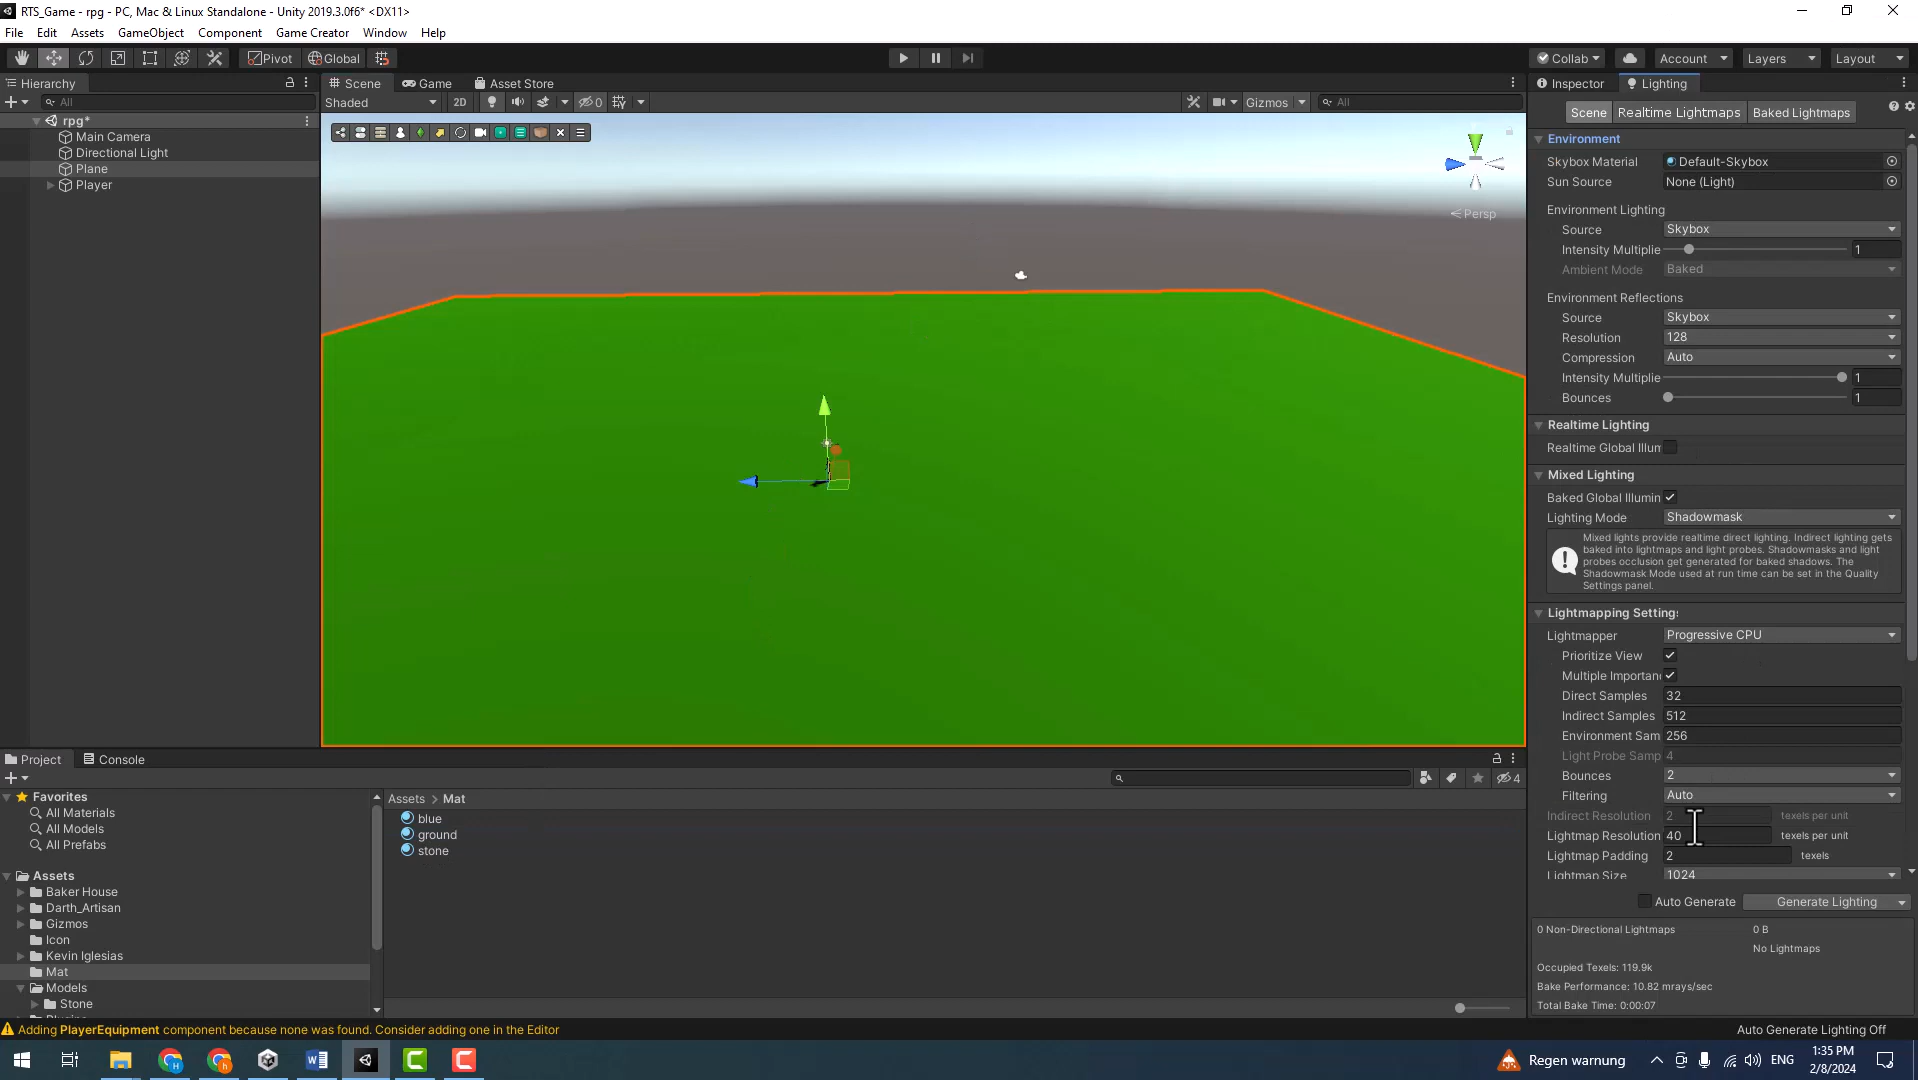 RTS_Game - rpg - PC, Mac & Linux Standalone - Unity 2019.3.0f6* <DX11>
File Edit Assets GameObject Component Game Creator Window Help
Pivot Global Collab Account Layers Layout
Hierarchy
All
rpg*
Main Camera
Directional Light
Plane
Player
Scene Game Asset Store
Shaded 2D 0 Gizmos All
Persp
Inspector Lighting
Scene Realtime Lightmaps Baked Lightmaps
Environment
Skybox Material Default-Skybox
Sun Source None (Light)
Environment Lighting
Source Skybox
Intensity Multiplie 1
Ambient Mode Baked
Environment Reflections
Source Skybox
Resolution 128
Compression Auto
Intensity Multiplie 1
Bounces 1
Realtime Lighting
Realtime Global Illum
Mixed Lighting
Baked Global Illumin
Lighting Mode Shadowmask
Mixed lights provide realtime direct lighting. Indirect lighting gets
baked into lightmaps and light probes. Shadowmasks and light
probes occlusion get generated for baked shadows. The
Shadowmask Mode used at run time can be set in the Quality
Settings panel.
Lightmapping Settings
Lightmapper Progressive CPU
Prioritize View
Multiple Importan
Direct Samples 32
Indirect Samples 512
Environment Sam 256
Light Probe Samp 4
Bounces 2
Filtering Auto
Indirect Resolution 2 texels per unit
Lightmap Resolution 40 texels per unit
Lightmap Padding 2 texels
Lightmap Size 1024
Auto Generate Generate Lighting
0 Non-Directional Lightmaps 0 B
No Lightmaps
Occupied Texels: 119.9k
Bake Performance: 10.82 mrays/sec
Total Bake Time: 0:00:07
Project Console
4
Favorites
All Materials
All Models
All Prefabs
Assets
Baker House
Darth_Artisan
Gizmos
Icon
Kevin Iglesias
Mat
Models
Stone
Assets > Mat
blue
ground
stone
Adding PlayerEquipment component because none was found. Consider adding one in the Editor
Auto Generate Lighting Off
Regen warnung
ENG
1:35 PM
2/8/2024